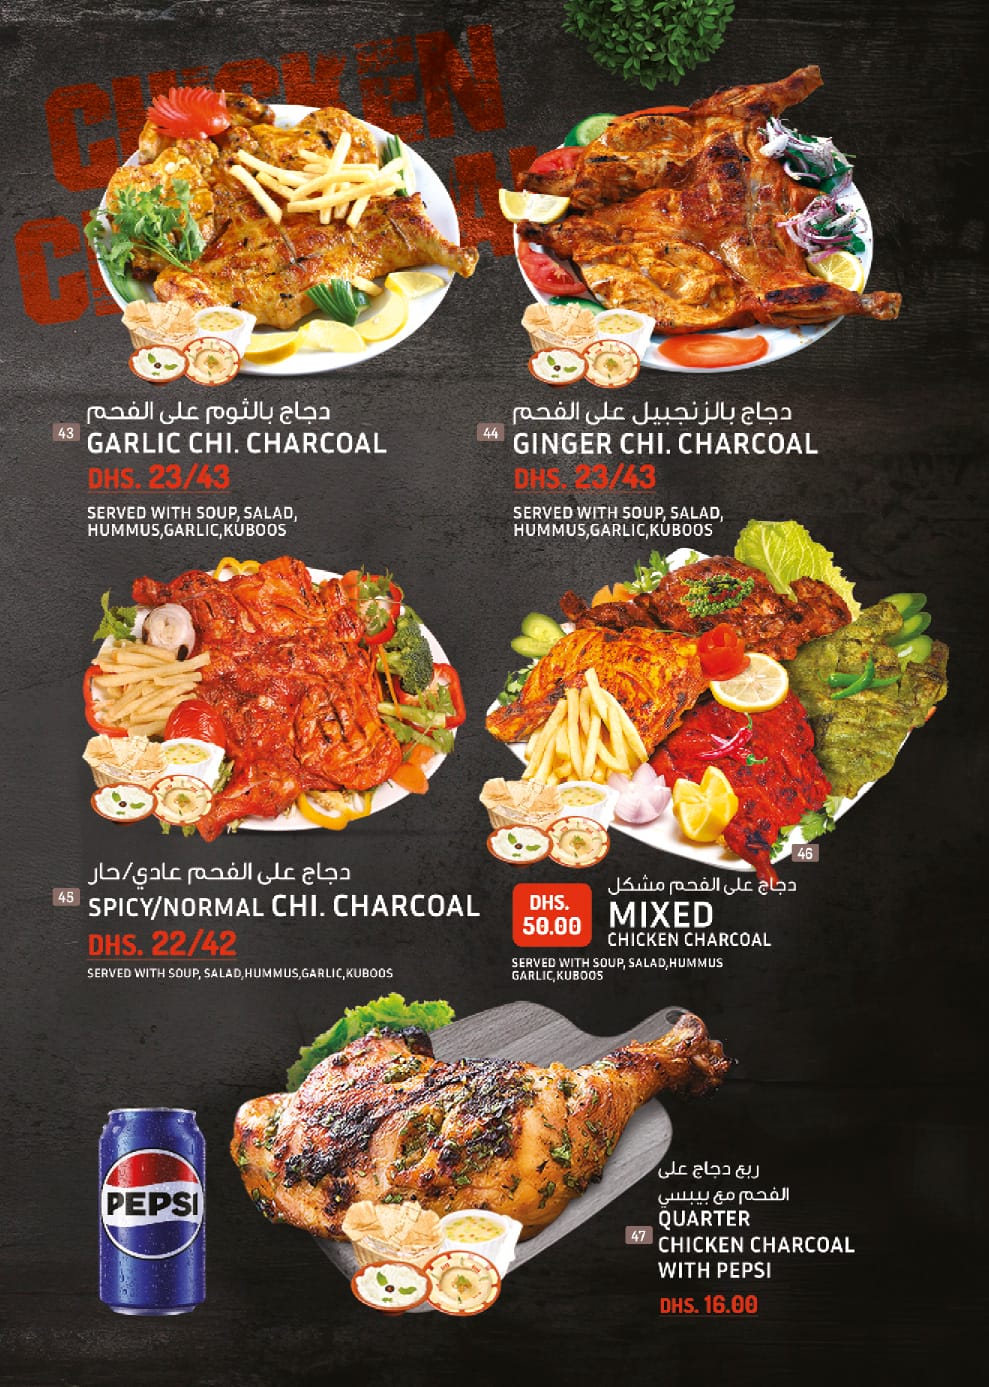 CHICKEN
دجاج بالثوم على الفحم
43
GARLIC CHI. CHARCOAL
DHS. 23/43
SERVED WITH SOUP, SALAD,
HUMMUS,GARLIC,KUBOOS
دجاج بالزنجبيل على الفحم
44
GINGER CHI. CHARCOAL
DHS. 23/43
SERVED WITH SOUP, SALAD,
HUMMUS,GARLIC,KUBOOS
دجاج على الفحم عادي/حار
45
SPICY/NORMAL CHI. CHARCOAL
DHS. 22/42
SERVED WITH SOUP, SALAD,HUMMUS,GARLIC,KUBOOS
46
دجاج على الفحم مشكل
DHS.
50.00
MIXED
CHICKEN CHARCOAL
SERVED WITH SOUP, SALAD,HUMMUS
GARLIC,KUBOOS
PEPSI
ربع دجاج على
الفحم مع بيبسي
47
QUARTER
CHICKEN CHARCOAL
WITH PEPSI
DHS. 16.00